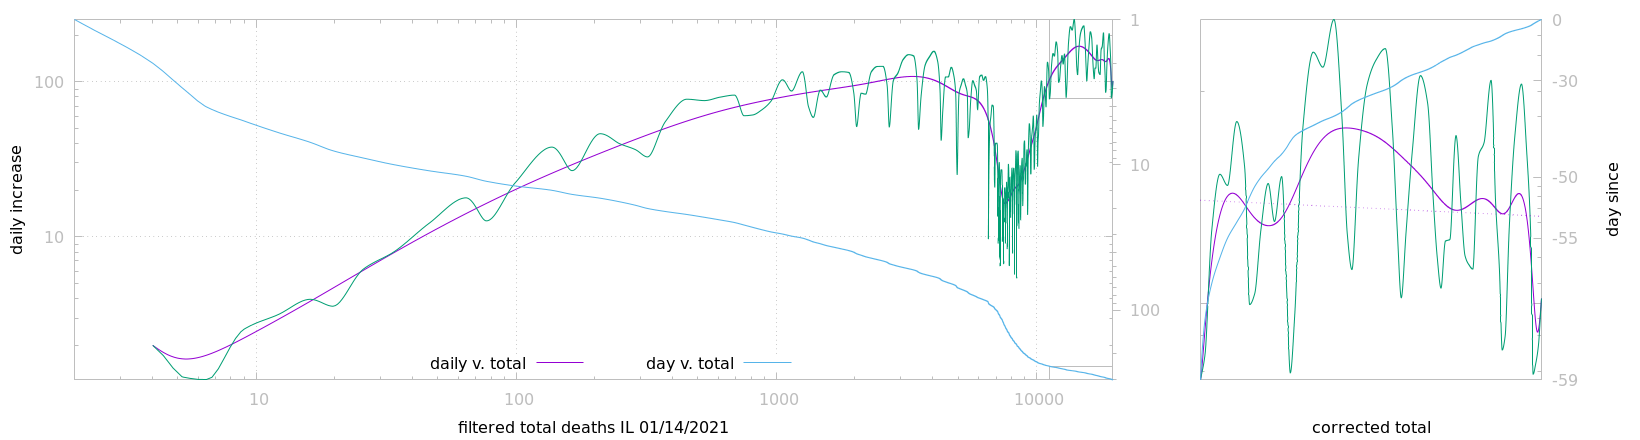 daily increase
100
10
10
100
1000
10000
1
10
100
daily v. total
day v. total
filtered total deaths IL 01/14/2021
0
-30
-50
-55
-59
day since
corrected total